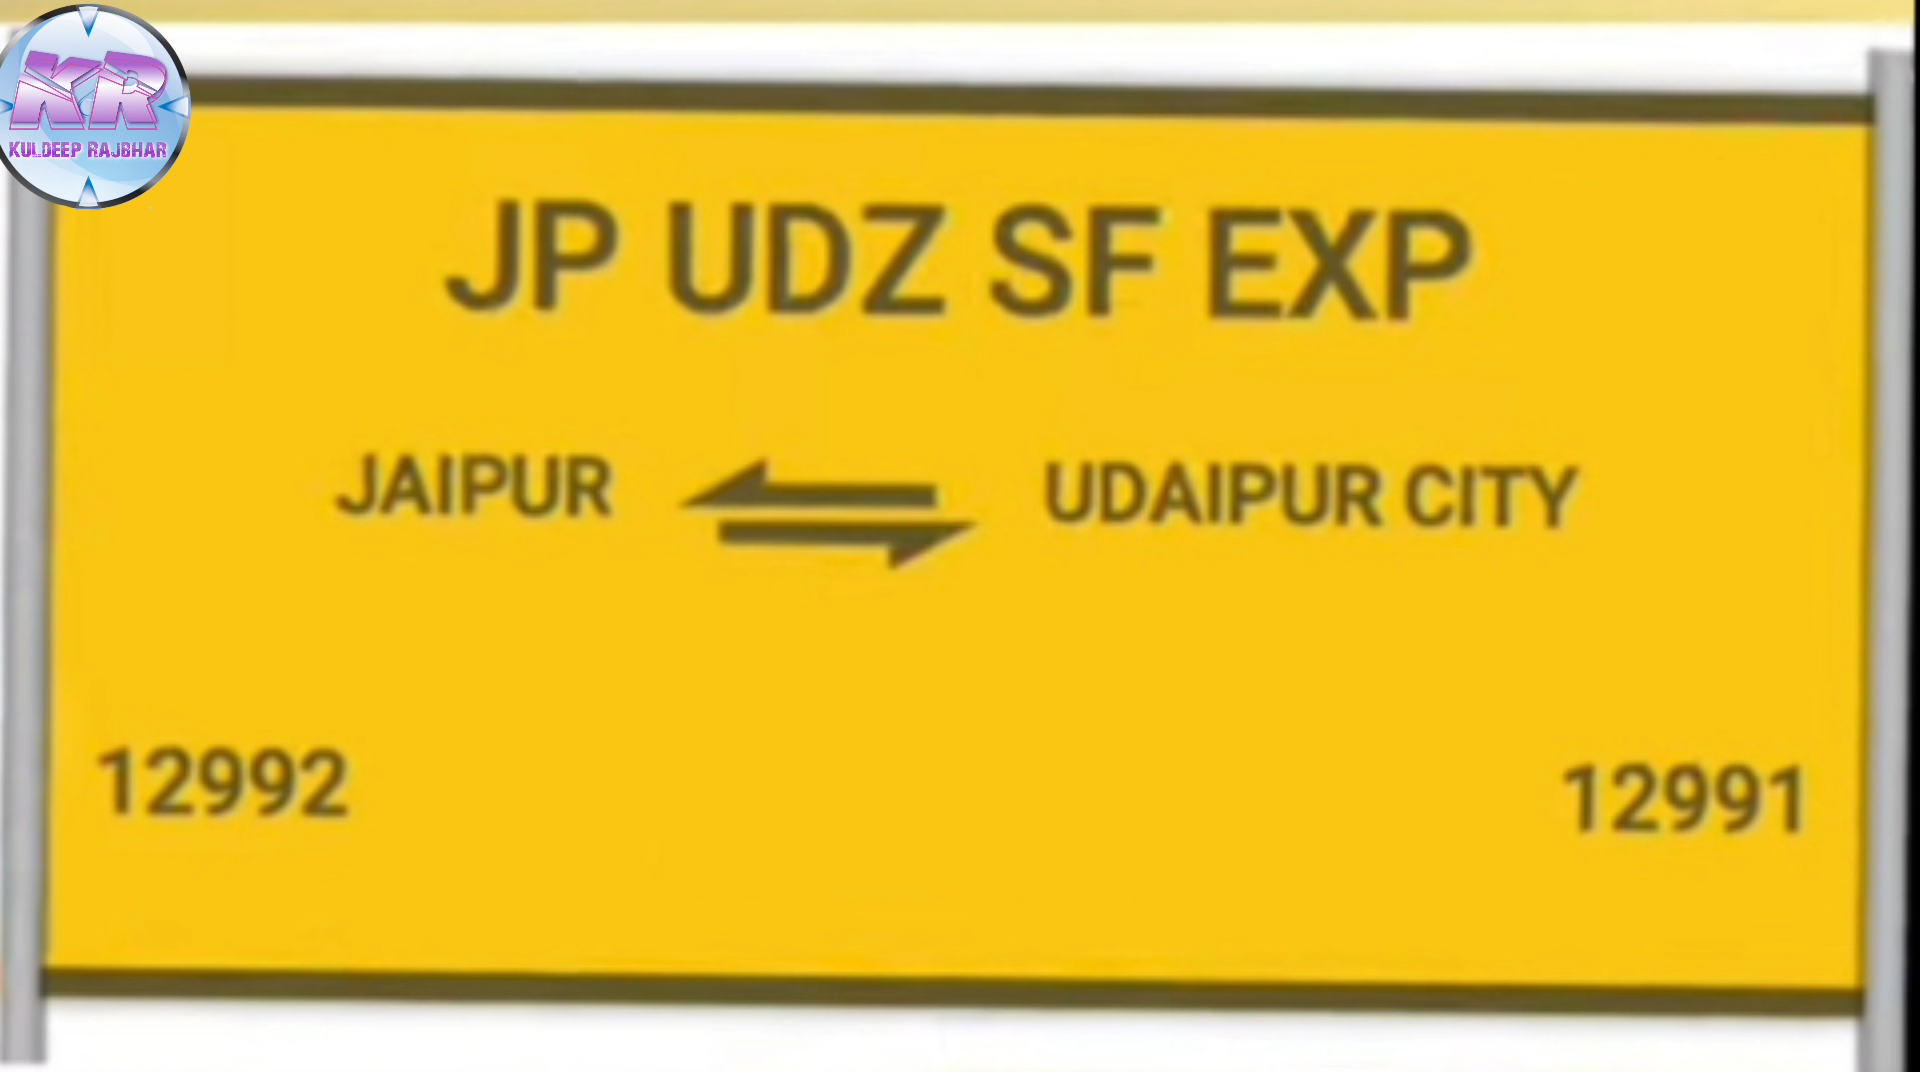 KR
KULDEEP RAJBHAR
JP UDZ SF EXP
JAIPUR UDAIPUR CITY
12992 12991